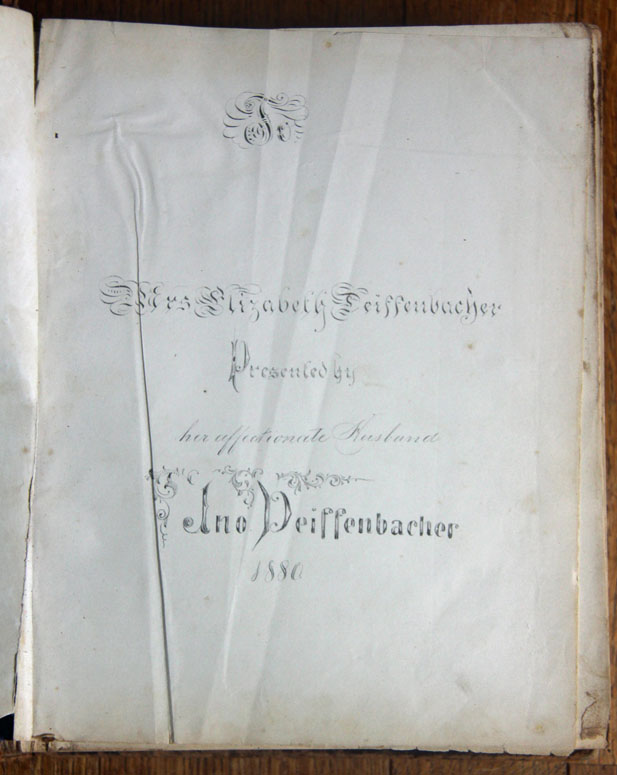 To
Mrs Elizabeth Deiffenbacher
Presented by
her affectionate Husband
Jno Deiffenbacher
1880